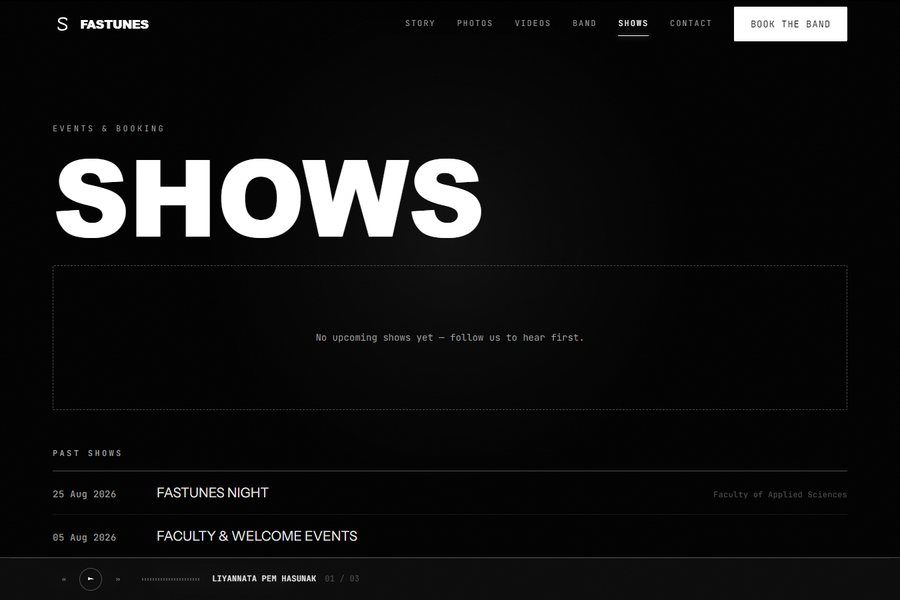 S FASTUNES
STORY PHOTOS VIDEOS BAND SHOWS CONTACT BOOK THE BAND
EVENTS & BOOKING
SHOWS
No upcoming shows yet — follow us to hear first.
PAST SHOWS
25 Aug 2026 FASTUNES NIGHT Faculty of Applied Sciences
05 Aug 2026 FACULTY & WELCOME EVENTS
« » LIYANNATA PEM HASUNAK 01 / 03